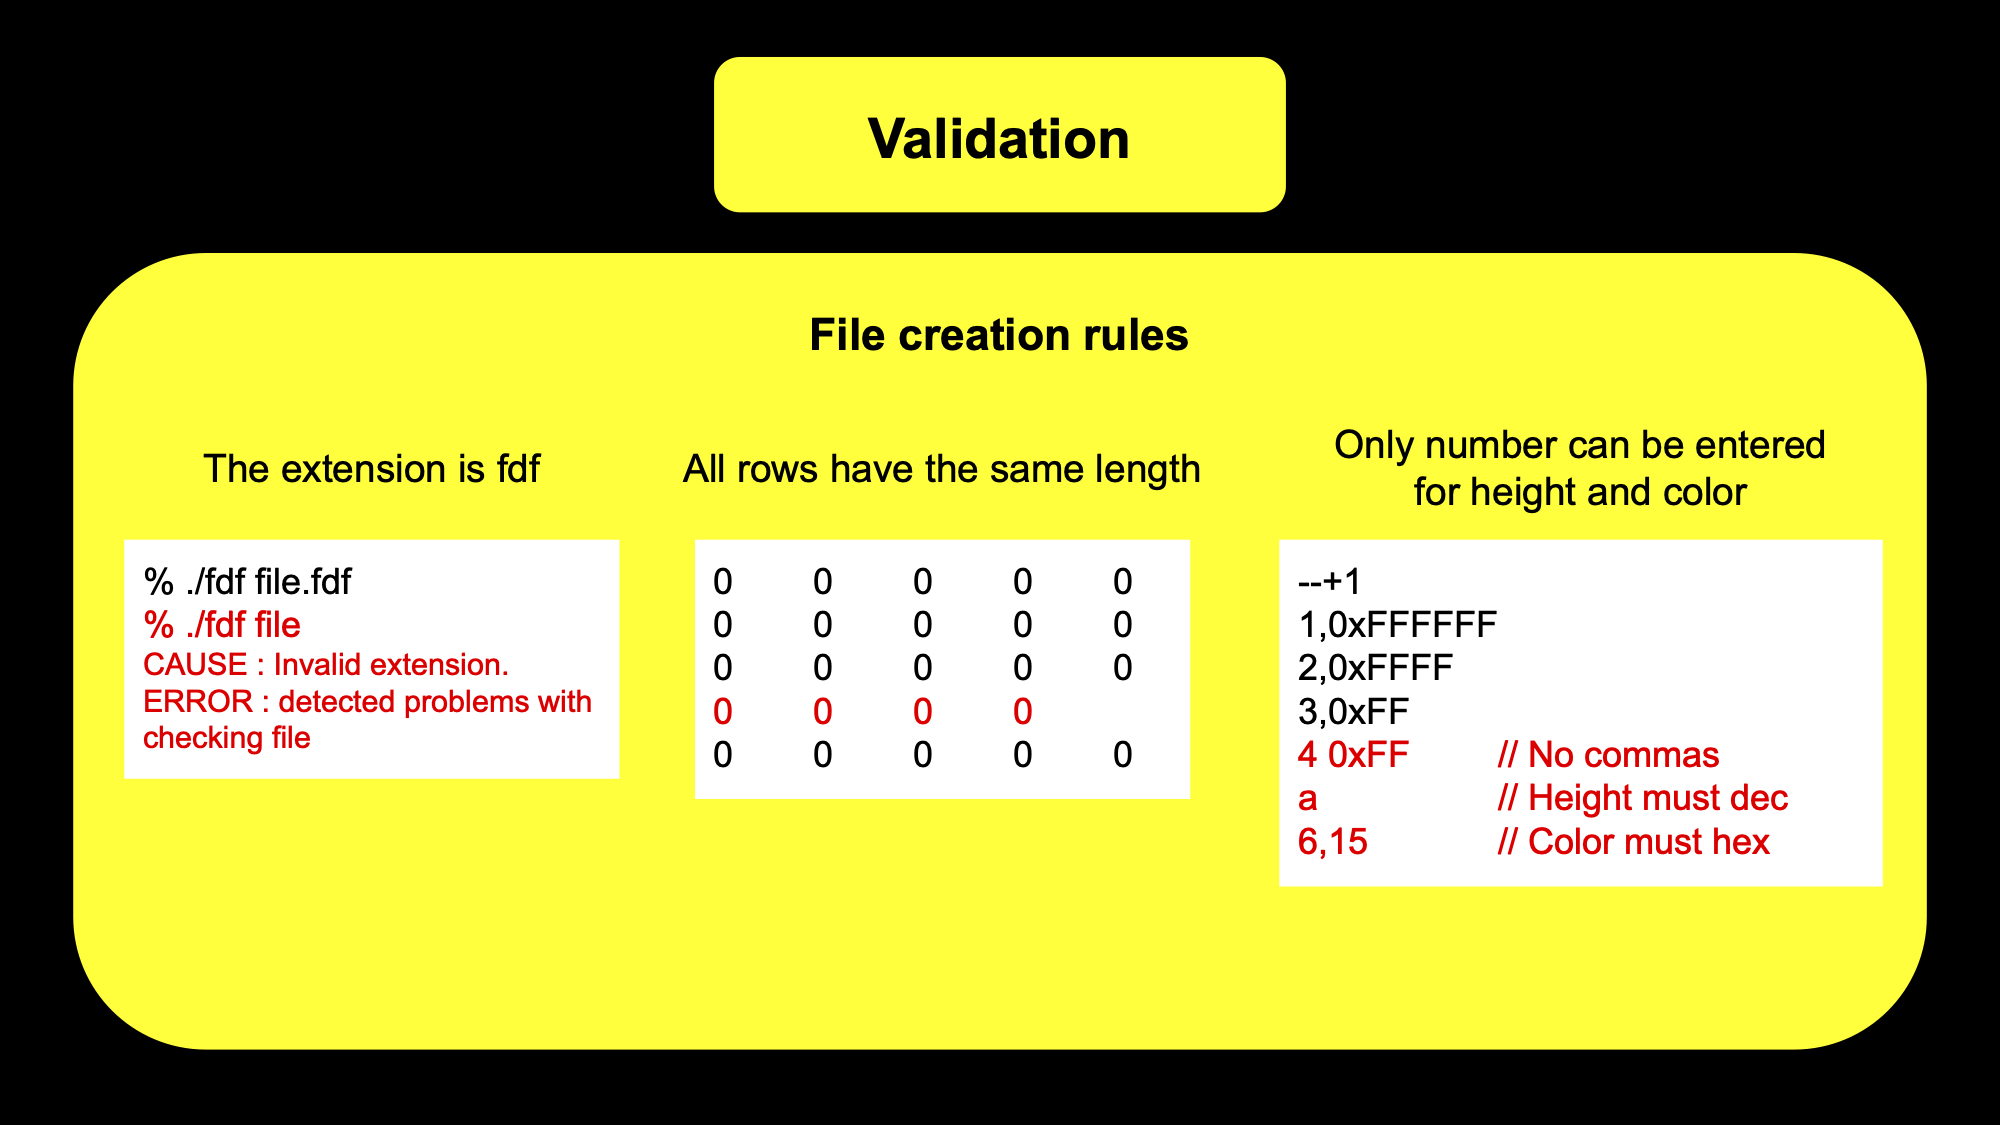 Validation
File creation rules
The extension is fdf
% ./fdf file.fdf
% ./fdf file
CAUSE : Invalid extension.
ERROR : detected problems with
checking file
All rows have the same length
0 0 0 0 0
0 0 0 0 0
0 0 0 0 0
0 0 0 0
0 0 0 0 0
Only number can be entered
for height and color
--+1
1,0xFFFFFF
2,0xFFFF
3,0xFF
4 0xFF // No commas
a // Height must dec
6,15 // Color must hex